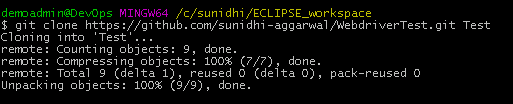 demoadmin@DevOps MINGW64 /c/sunidhi/ECLIPSE_workspace
$ git clone https://github.com/sunidhi-aggarwal/WebdriverTest.git Test
Cloning into 'Test'...
remote: Counting objects: 9, done.
remote: Compressing objects: 100% (7/7), done.
remote: Total 9 (delta 1), reused 0 (delta 0), pack-reused 0
Unpacking objects: 100% (9/9), done.